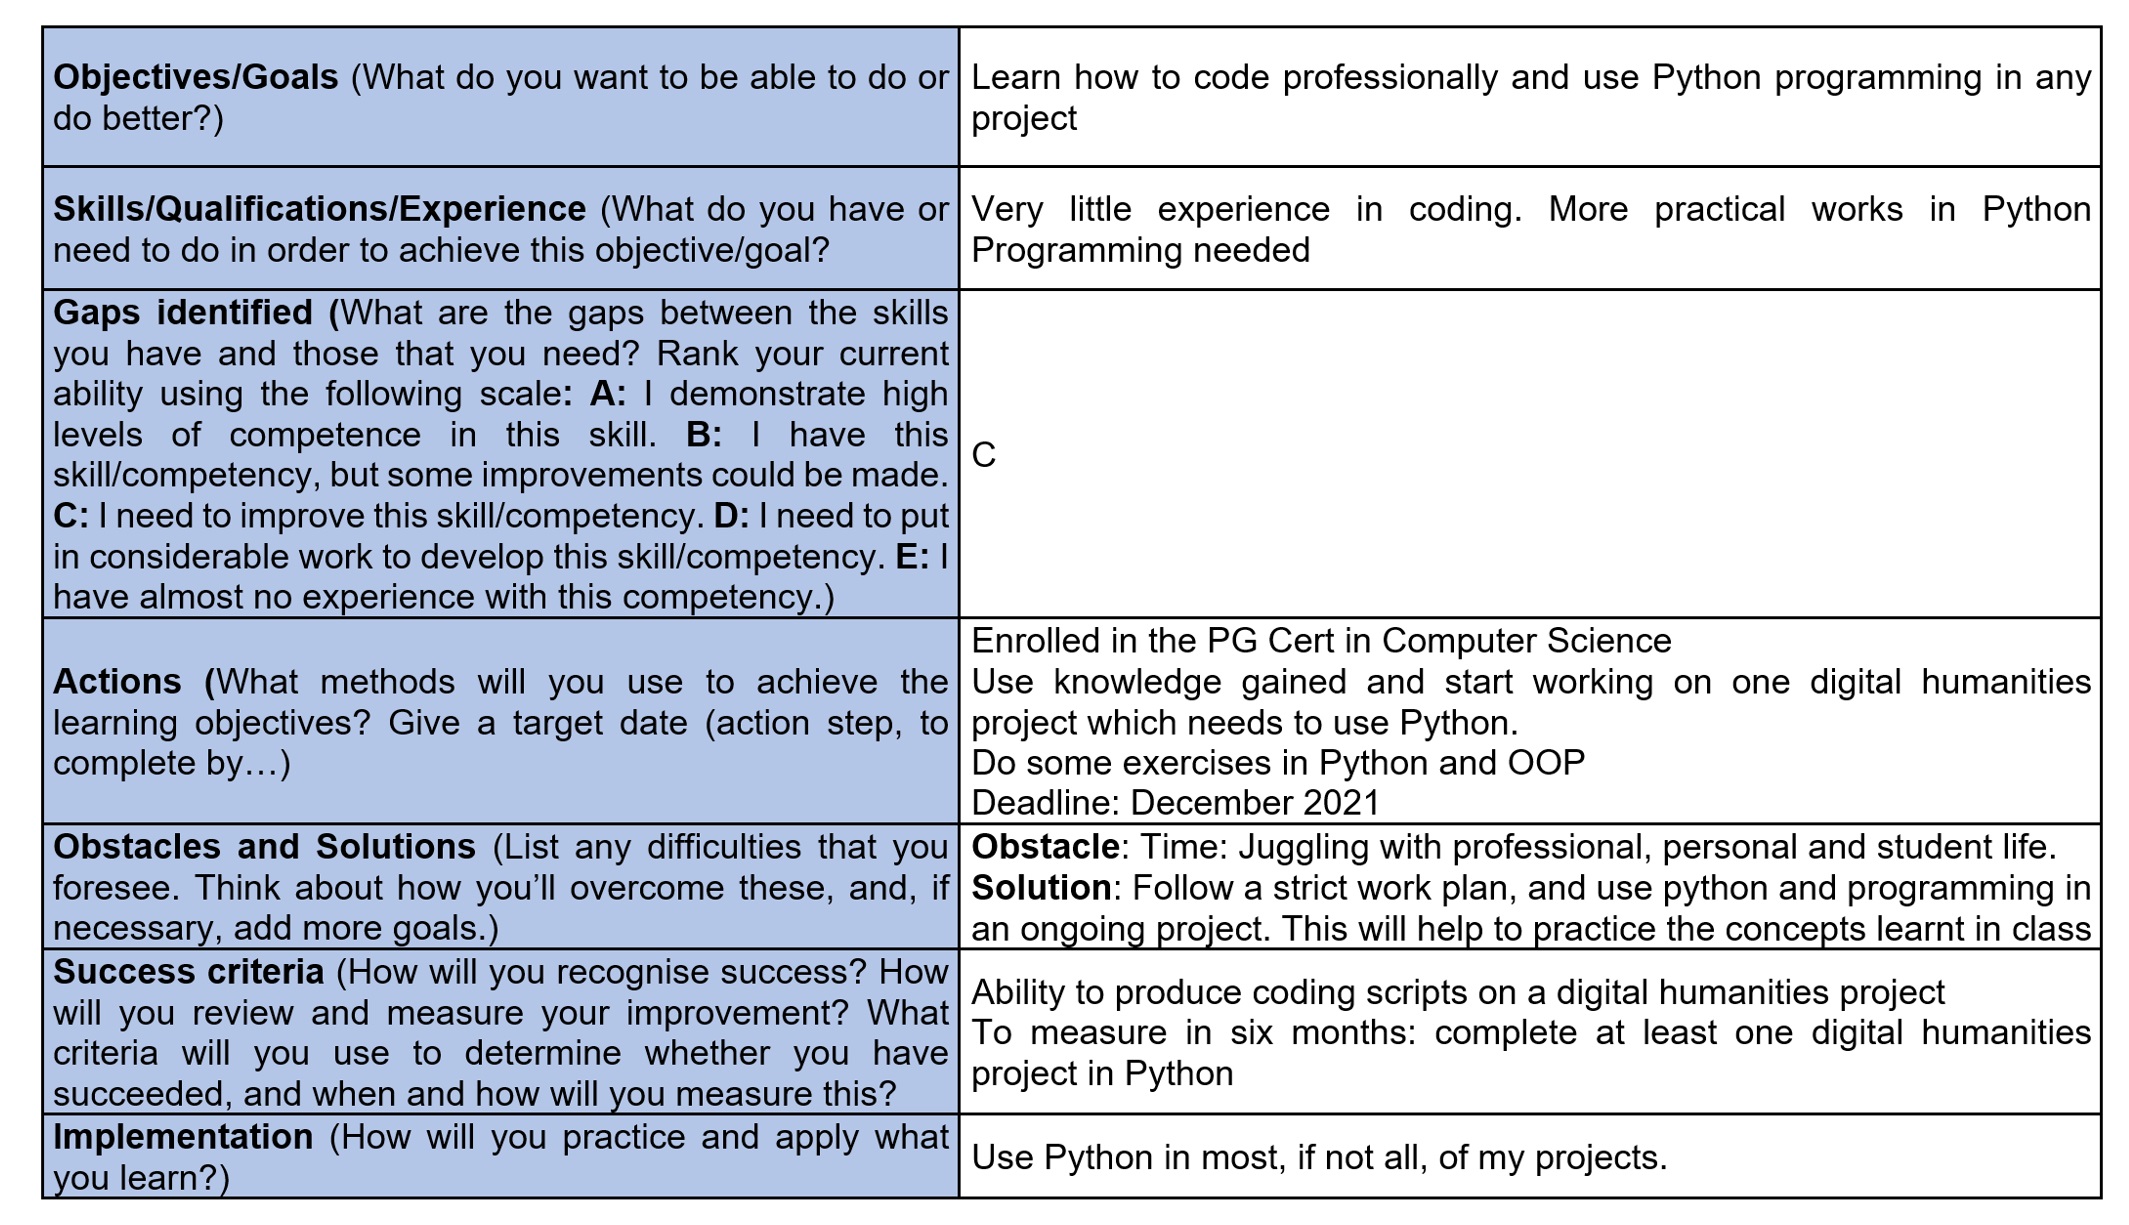 Objectives/Goals (What do you want to be able to do or
do better?)
Learn how to code professionally and use Python programming in any
project
Skills/Qualifications/Experience (What do you have or
need to do in order to achieve this objective/goal?
Very little experience in coding. More practical works in Python
Programming needed
Gaps identified (What are the gaps between the skills
you have and those that you need? Rank your current
ability using the following scale: A: I demonstrate high
levels of competence in this skill. B: I have this
skill/competency, but some improvements could be made.
C: I need to improve this skill/competency. D: I need to put
in considerable work to develop this skill/competency. E: I
have almost no experience with this competency.)
C
Actions (What methods will you use to achieve the
learning objectives? Give a target date (action step, to
complete by…)
Enrolled in the PG Cert in Computer Science
Use knowledge gained and start working on one digital humanities
project which needs to use Python.
Do some exercises in Python and OOP
Deadline: December 2021
Obstacles and Solutions (List any difficulties that you
foresee. Think about how you’ll overcome these, and, if
necessary, add more goals.)
Obstacle: Time: Juggling with professional, personal and student life.
Solution: Follow a strict work plan, and use python and programming in
an ongoing project. This will help to practice the concepts learnt in class
Success criteria (How will you recognise success? How
will you review and measure your improvement? What
criteria will you use to determine whether you have
succeeded, and when and how will you measure this?
Ability to produce coding scripts on a digital humanities project
To measure in six months: complete at least one digital humanities
project in Python
Implementation (How will you practice and apply what
you learn?)
Use Python in most, if not all, of my projects.